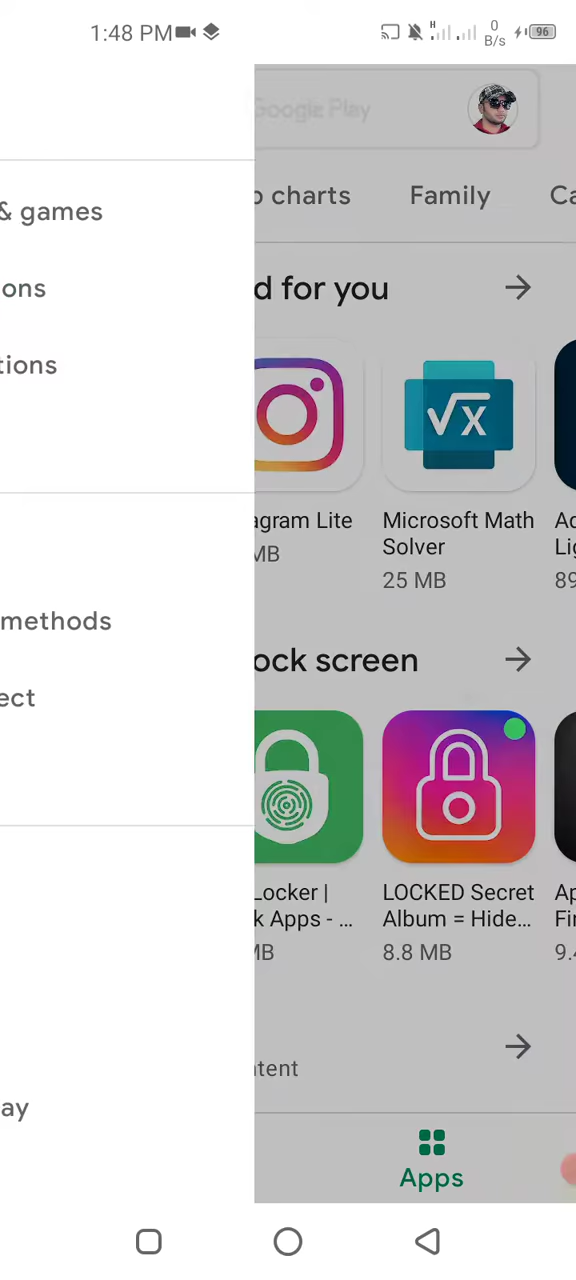 1:48 PM
H
0
B/s
96
Google Play
& games
p charts
Family
Ca
ons
d for you
tions
√x
agram Lite
MB
Microsoft Math
Solver
25 MB
Ac
Lig
89
methods
ock screen
ect
Locker |
k Apps - ...
MB
LOCKED Secret
Album = Hide...
8.8 MB
Ap
Fin
9.4
ntent
ay
Apps